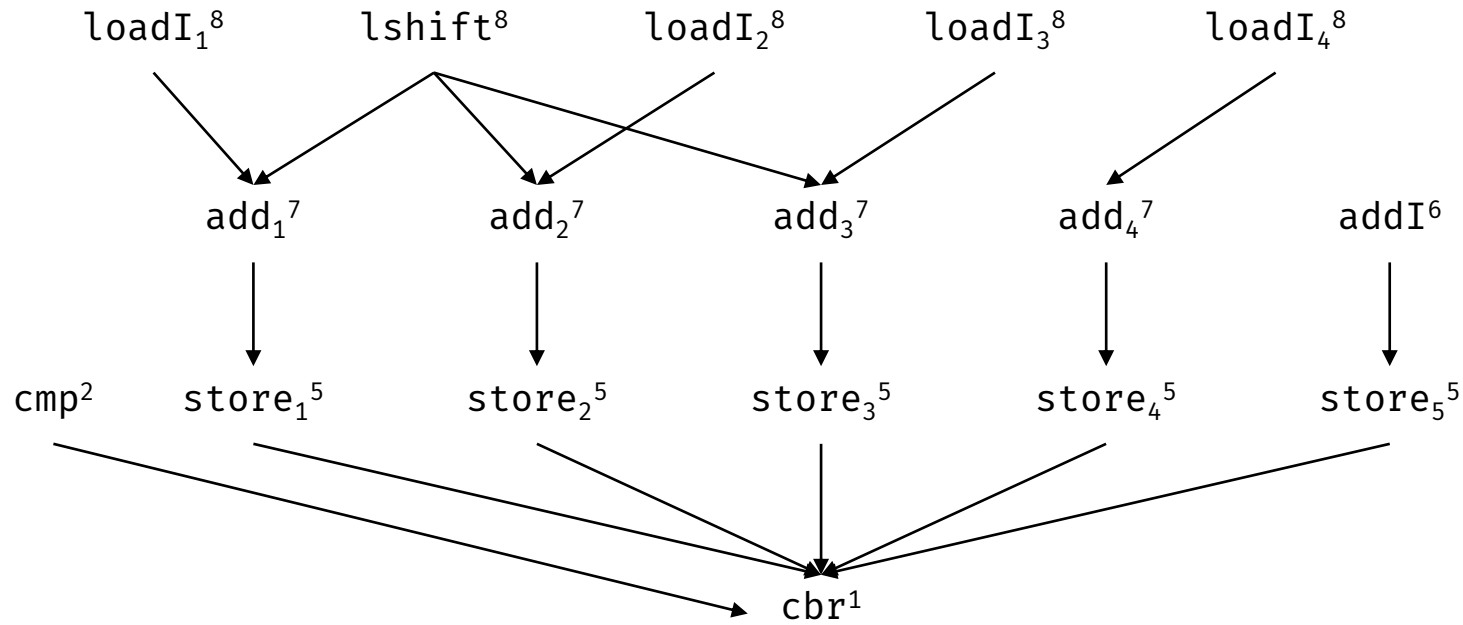 loadI₁⁸ lshift⁸ loadI₂⁸ loadI₃⁸ loadI₄⁸
add₁⁷ add₂⁷ add₃⁷ add₄⁷ addI⁶
cmp² store₁⁵ store₂⁵ store₃⁵ store₄⁵ store₅⁵
cbr¹